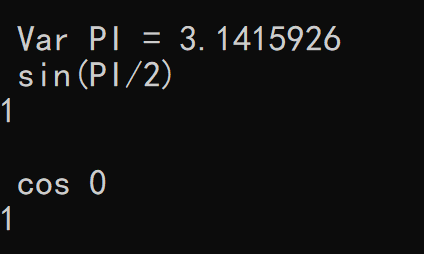 Var PI = 3.1415926
sin(PI/2)
1
cos 0
1